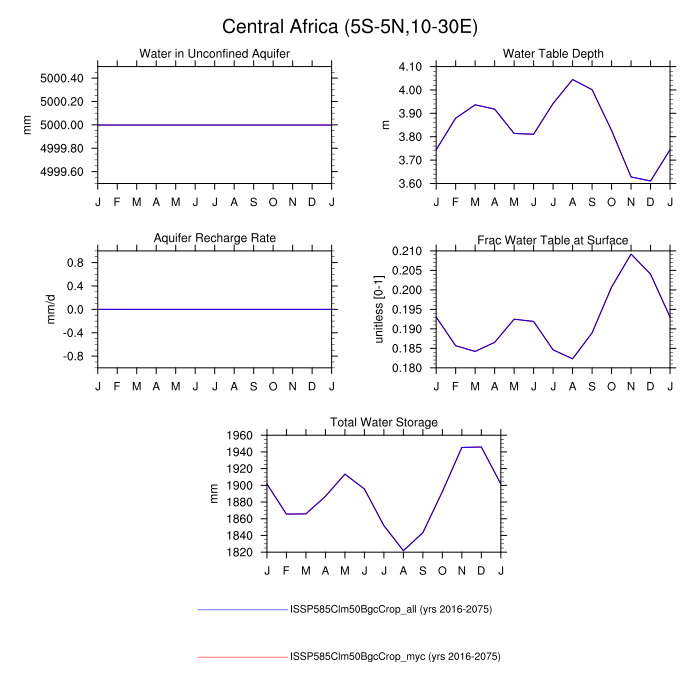 Central Africa (5S-5N,10-30E)
Water in Unconfined Aquifer
5000.40
5000.20
5000.00
4999.80
4999.60
mm
J F M A M J J A S O N D J
Water Table Depth
4.10
4.00
3.90
3.80
3.70
3.60
m
J F M A M J J A S O N D J
Aquifer Recharge Rate
0.8
0.4
0.0
-0.4
-0.8
mm/d
J F M A M J J A S O N D J
Frac Water Table at Surface
0.210
0.205
0.200
0.195
0.190
0.185
0.180
unitless [0-1]
J F M A M J J A S O N D J
Total Water Storage
1960
1940
1920
1900
1880
1860
1840
1820
mm
J F M A M J J A S O N D J
ISSP585Clm50BgcCrop_all (yrs 2016-2075)
ISSP585Clm50BgcCrop_myc (yrs 2016-2075)